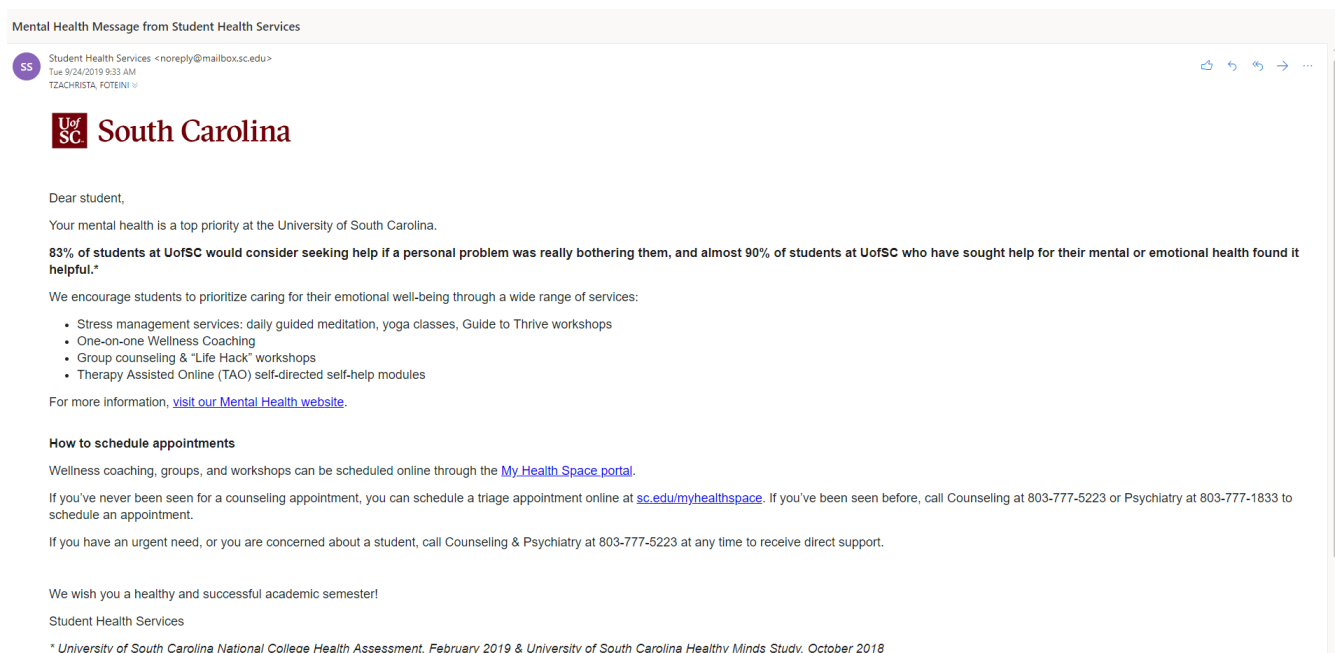 Mental Health Message from Student Health Services
SS
Student Health Services <noreply@mailbox.sc.edu>
Tue 9/24/2019 9:33 AM
TZACHRISTA, FOTEINI
Uof SC South Carolina
Dear student,
Your mental health is a top priority at the University of South Carolina.
83% of students at UofSC would consider seeking help if a personal problem was really bothering them, and almost 90% of students at UofSC who have sought help for their mental or emotional health found it
helpful.*
We encourage students to prioritize caring for their emotional well-being through a wide range of services:
• Stress management services: daily guided meditation, yoga classes, Guide to Thrive workshops
• One-on-one Wellness Coaching
• Group counseling & “Life Hack” workshops
• Therapy Assisted Online (TAO) self-directed self-help modules
For more information, visit our Mental Health website.
How to schedule appointments
Wellness coaching, groups, and workshops can be scheduled online through the My Health Space portal.
If you’ve never been seen for a counseling appointment, you can schedule a triage appointment online at sc.edu/myhealthspace. If you’ve been seen before, call Counseling at 803-777-5223 or Psychiatry at 803-777-1833 to
schedule an appointment.
If you have an urgent need, or you are concerned about a student, call Counseling & Psychiatry at 803-777-5223 at any time to receive direct support.
We wish you a healthy and successful academic semester!
Student Health Services
* University of South Carolina National College Health Assessment, February 2019 & University of South Carolina Healthy Minds Study, October 2018